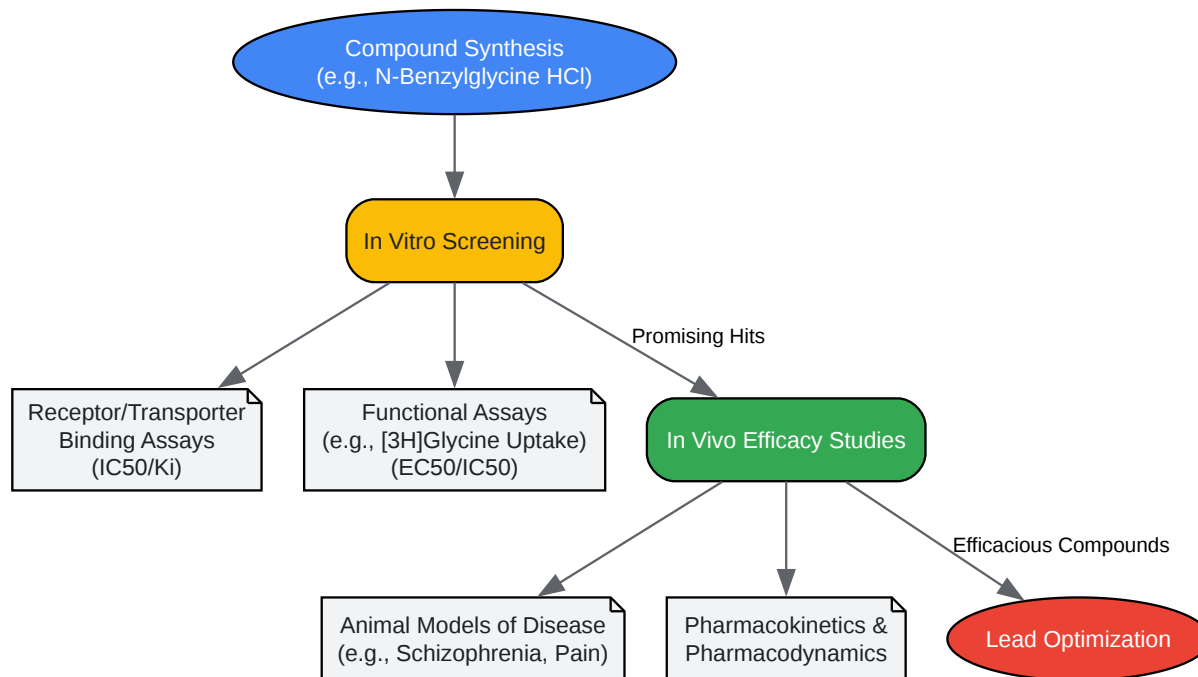 Compound Synthesis
(e.g., N-Benzylglycine HCl)
In Vitro Screening
Promising Hits
Receptor/Transporter
Binding Assays
(IC50/Ki)
Functional Assays
(e.g., [3H]Glycine Uptake)
(EC50/IC50)
In Vivo Efficacy Studies
Efficacious Compounds
Animal Models of Disease
(e.g., Schizophrenia, Pain)
Pharmacokinetics &
Pharmacodynamics
Lead Optimization